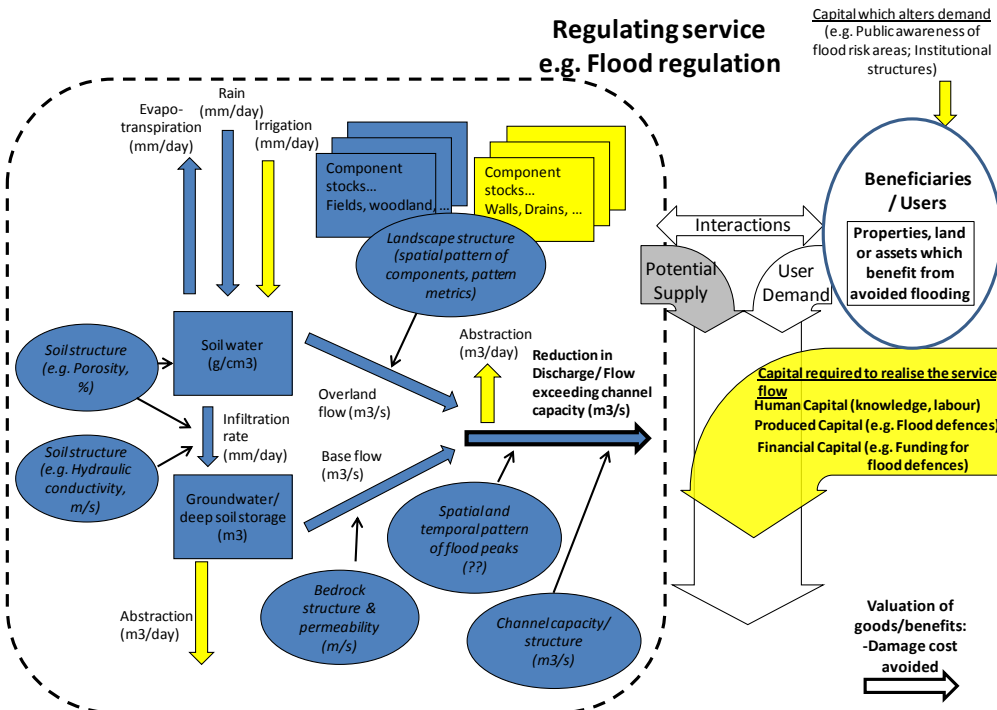 Regulating service
e.g. Flood regulation
Capital which alters demand
(e.g. Public awareness of
flood risk areas; Institutional
structures)
Rain
(mm/day)
Evapo-
transpiration
(mm/day)
Irrigation
(mm/day)
Component
stocks...
Fields, woodland, ...
Component
stocks...
Walls, Drains, ...
Landscape structure
(spatial pattern of
components, pattern
metrics)
Beneficiaries
/ Users
Properties, land
or assets which
benefit from
avoided flooding
Interactions
Potential
Supply
User
Demand
Soil structure
(e.g. Porosity,
%)
Soil water
(g/cm3)
Overland
flow (m3/s)
Abstraction
(m3/day)
Reduction in
Discharge/ Flow
exceeding channel
capacity (m3/s)
Capital required to realise the service
flow
Human Capital (knowledge, labour)
Produced Capital (e.g. Flood defences)
Financial Capital (e.g. Funding for
flood defences)
Infiltration
rate
(mm/day)
Soil structure
(e.g. Hydraulic
conductivity,
m/s)
Base flow
(m3/s)
Groundwater/
deep soil storage
(m3)
Spatial and
temporal pattern
of flood peaks
(??)
Bedrock
structure &
permeability
(m/s)
Channel capacity/
structure
(m3/s)
Abstraction
(m3/day)
Valuation of
goods/benefits:
-Damage cost
avoided